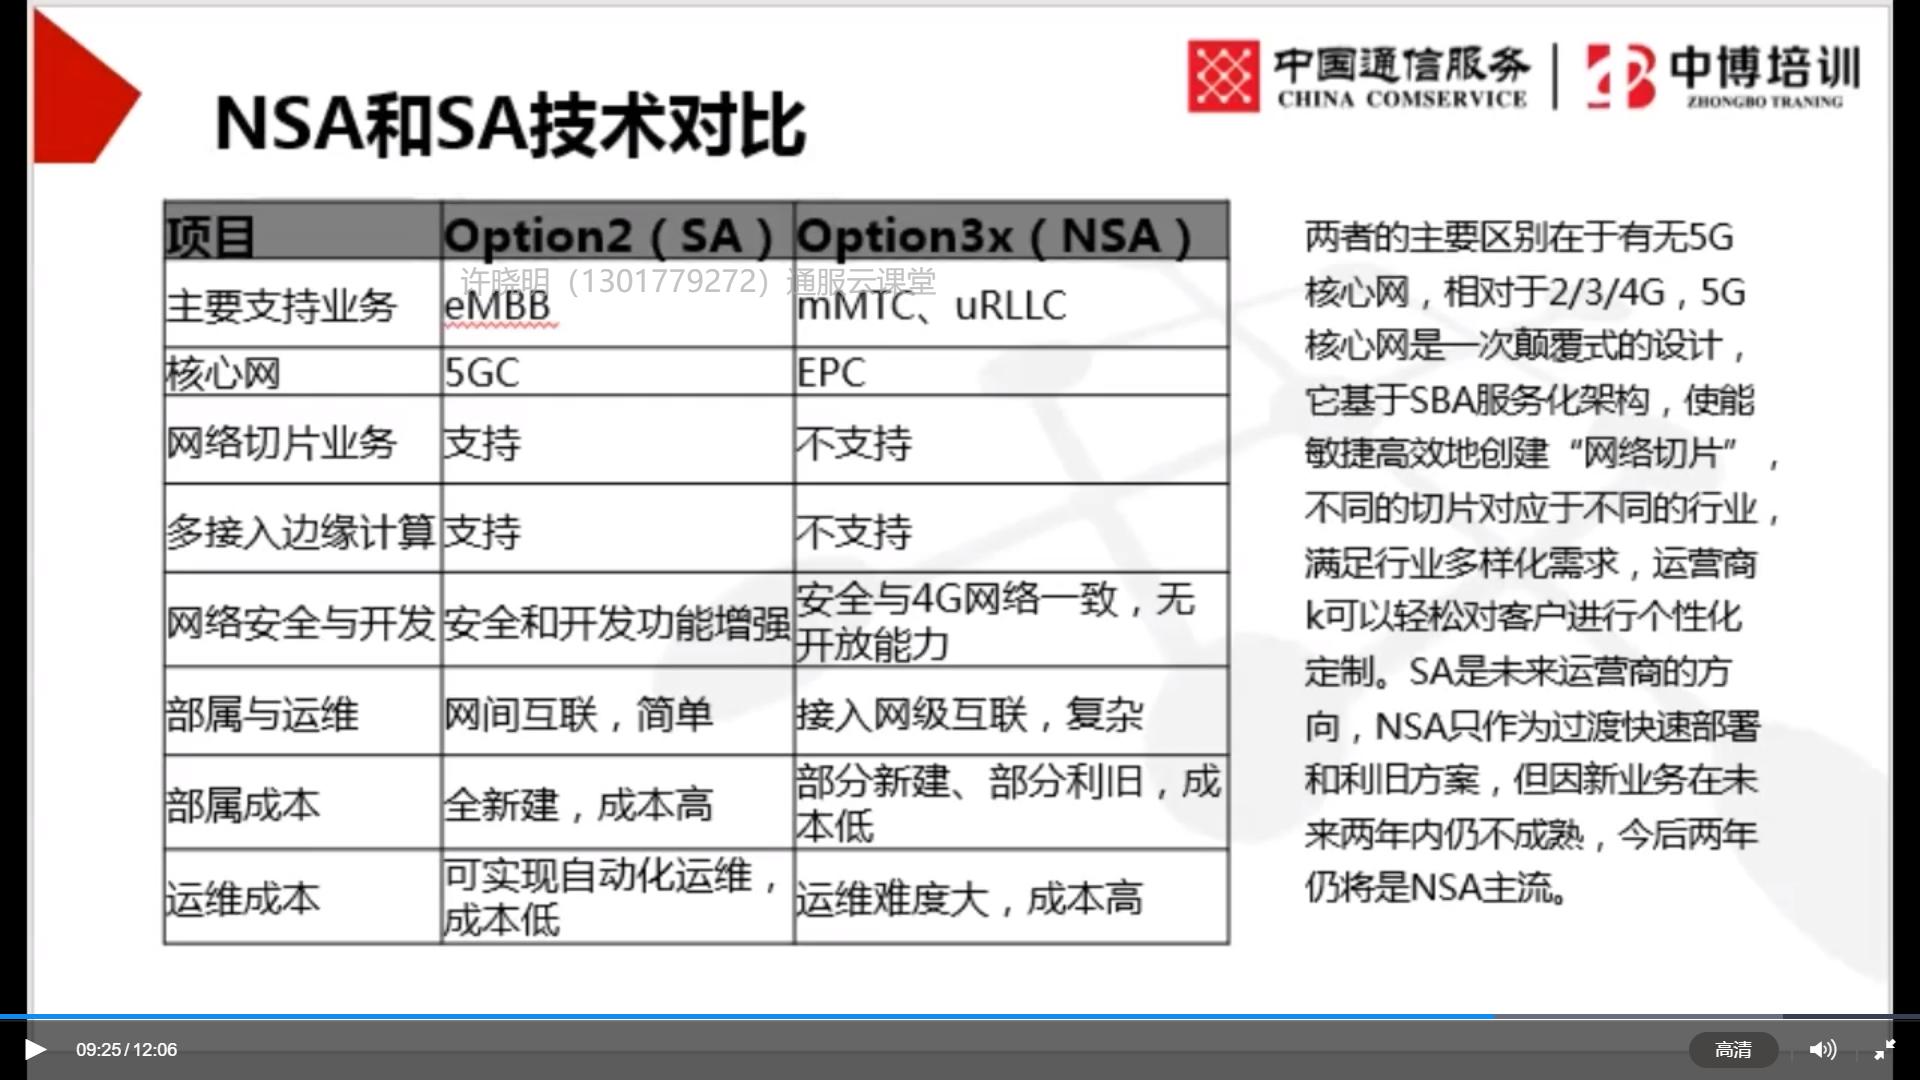 中国通信服务
CHINA COMSERVICE
中博培训
ZHONGBO TRANING
NSA和SA技术对比
项目 Option2（SA） Option3x（NSA）
许晓明（1301779272）通服云课堂
主要支持业务 eMBB mMTC、uRLLC
核心网 5GC EPC
网络切片业务 支持 不支持
多接入边缘计算 支持 不支持
网络安全与开发 安全和开发功能增强 安全与4G网络一致，无
开放能力
部属与运维 网间互联，简单 接入网级互联，复杂
部属成本 全新建，成本高 部分新建、部分利旧，成
本低
运维成本 可实现自动化运维，
成本低 运维难度大，成本高
两者的主要区别在于有无5G
核心网，相对于2/3/4G，5G
核心网是一次颠覆式的设计，
它基于SBA服务化架构，使能
敏捷高效地创建“网络切片”，
不同的切片对应于不同的行业，
满足行业多样化需求，运营商
k可以轻松对客户进行个性化
定制。SA是未来运营商的方
向，NSA只作为过渡快速部署
和利旧方案，但因新业务在未
来两年内仍不成熟，今后两年
仍将是NSA主流。
09:25/12:06
高清